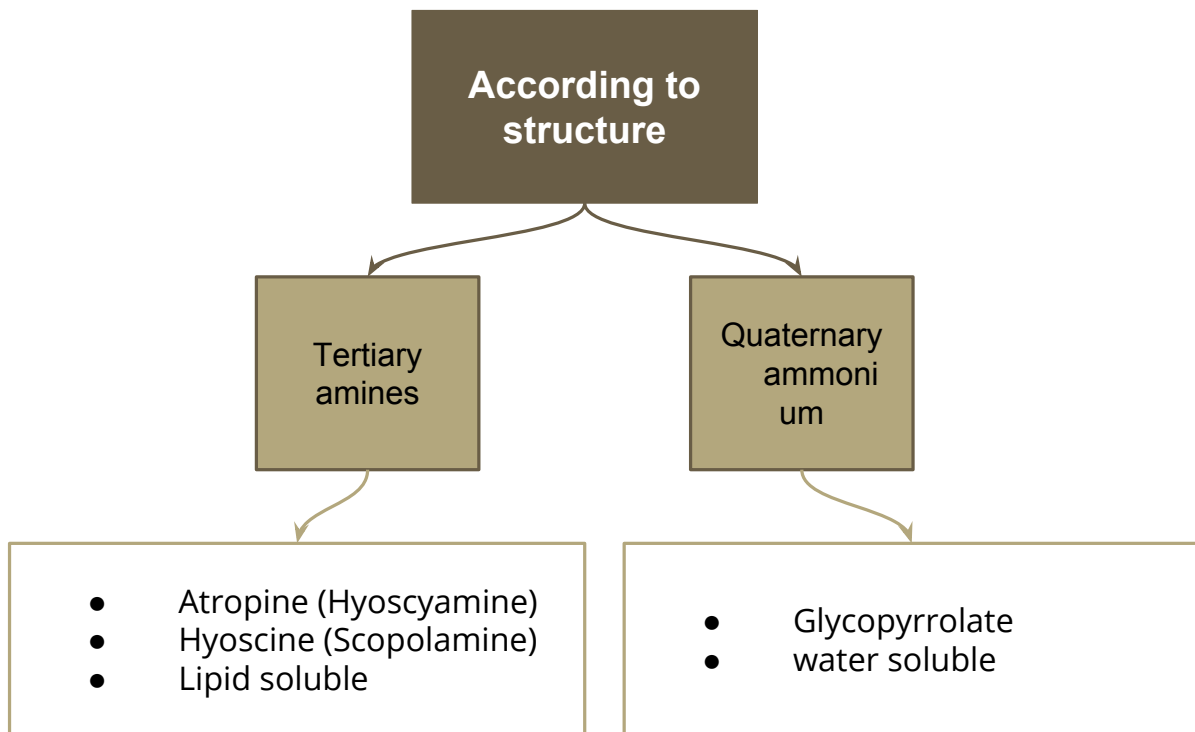 According to
structure
Tertiary
amines
Quaternary
ammoni
um
● Atropine (Hyoscyamine)
● Hyoscine (Scopolamine)
● Lipid soluble
● Glycopyrrolate
● water soluble